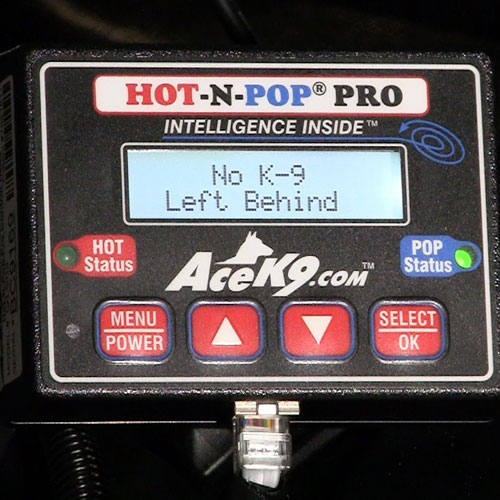 HOT-N-POP® PRO
INTELLIGENCE INSIDE™
No K-9
Left Behind
HOT
Status
POP
Status
ACEK9.COM™
MENU
POWER
SELECT
OK